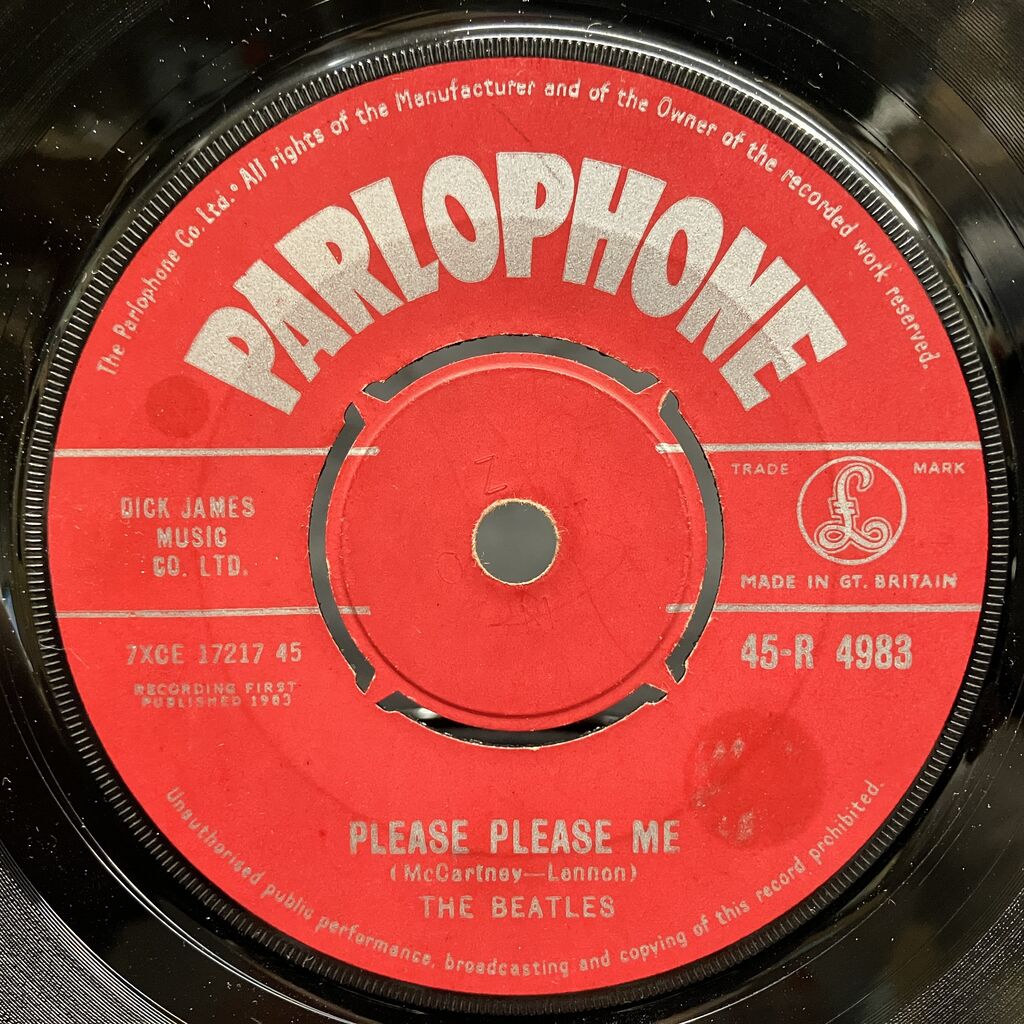 The Parlophone Co. Ltd. • All rights of the Manufacturer and of the Owner of the recorded work reserved.
PARLOPHONE
DICK JAMES
MUSIC
CO. LTD.
TRADE MARK
£
MADE IN GT. BRITAIN
7XCE 17217 45
RECORDING FIRST
PUBLISHED 1963
45-R 4983
PLEASE PLEASE ME
(McCartney—Lennon)
THE BEATLES
Unauthorised public performance, broadcasting and copying of this record prohibited.